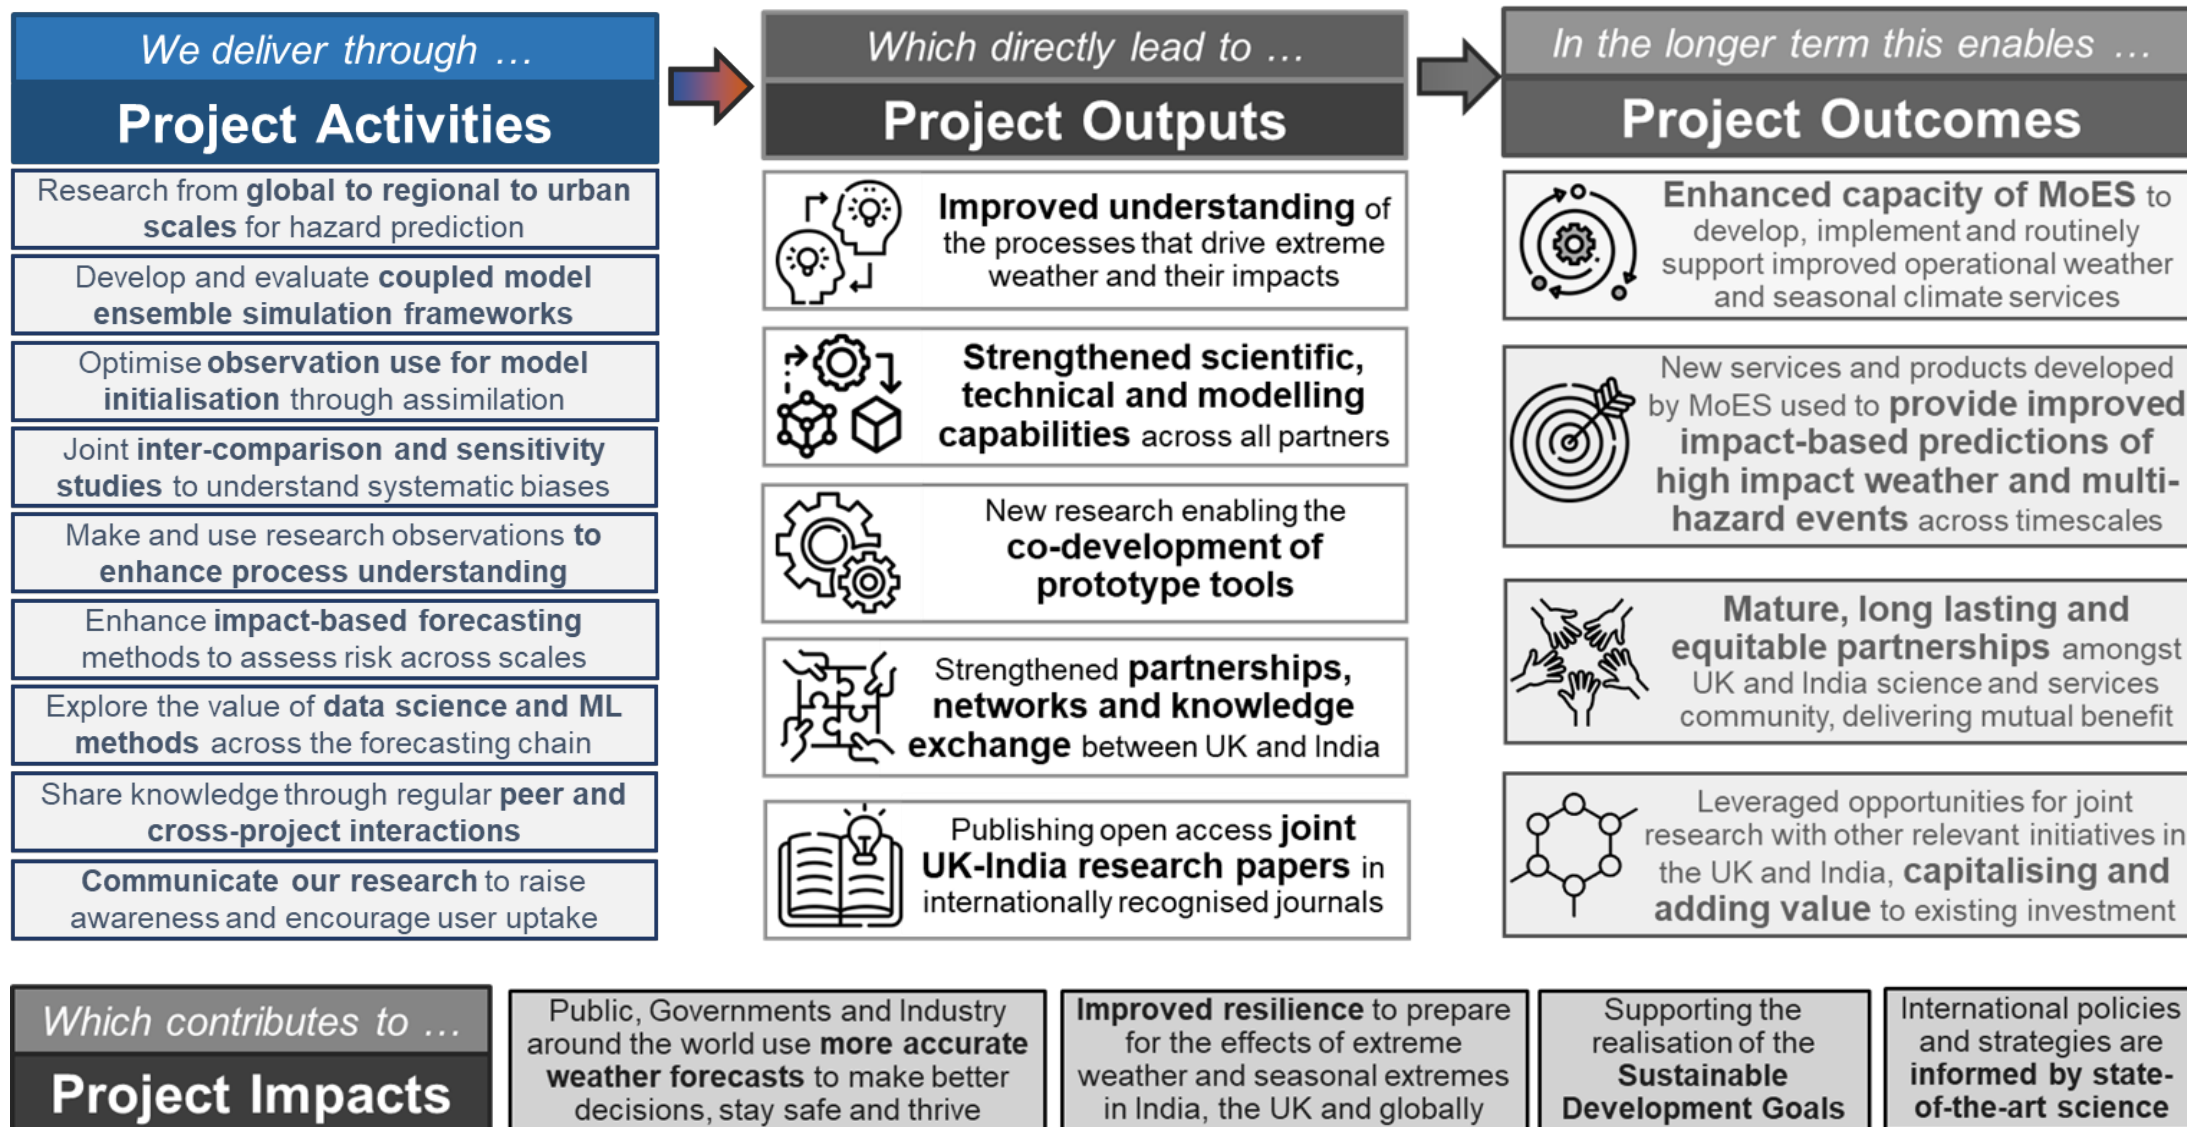 We deliver through …
Project Activities
Research from global to regional to urban
scales for hazard prediction
Develop and evaluate coupled model
ensemble simulation frameworks
Optimise observation use for model
initialisation through assimilation
Joint inter-comparison and sensitivity
studies to understand systematic biases
Make and use research observations to
enhance process understanding
Enhance impact-based forecasting
methods to assess risk across scales
Explore the value of data science and ML
methods across the forecasting chain
Share knowledge through regular peer and
cross-project interactions
Communicate our research to raise
awareness and encourage user uptake
Which directly lead to …
Project Outputs
Improved understanding of
the processes that drive extreme
weather and their impacts
Strengthened scientific,
technical and modelling
capabilities across all partners
New research enabling the
co-development of
prototype tools
Strengthened partnerships,
networks and knowledge
exchange between UK and India
Publishing open access joint
UK-India research papers in
internationally recognised journals
In the longer term this enables …
Project Outcomes
Enhanced capacity of MoES to
develop, implement and routinely
support improved operational weather
and seasonal climate services
New services and products developed
by MoES used to provide improved
impact-based predictions of
high impact weather and multi-
hazard events across timescales
Mature, long lasting and
equitable partnerships amongst
UK and India science and services
community, delivering mutual benefit
Leveraged opportunities for joint
research with other relevant initiatives in
the UK and India, capitalising and
adding value to existing investment
Which contributes to …
Project Impacts
Public, Governments and Industry
around the world use more accurate
weather forecasts to make better
decisions, stay safe and thrive
Improved resilience to prepare
for the effects of extreme
weather and seasonal extremes
in India, the UK and globally
Supporting the
realisation of the
Sustainable
Development Goals
International policies
and strategies are
informed by state-
of-the-art science